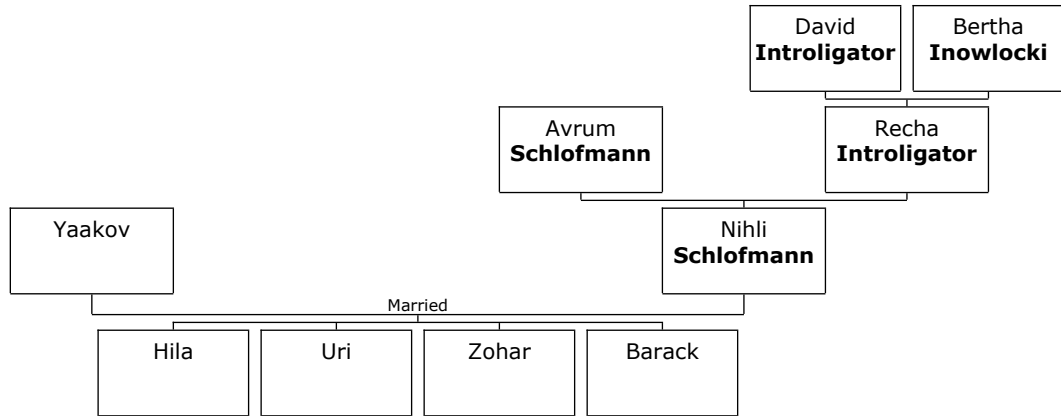 David
Introligator
Bertha
Inowlocki
Avrum
Schlofmann
Recha
Introligator
Yaakov
Nihli
Schlofmann
Married
Hila
Uri
Zohar
Barack